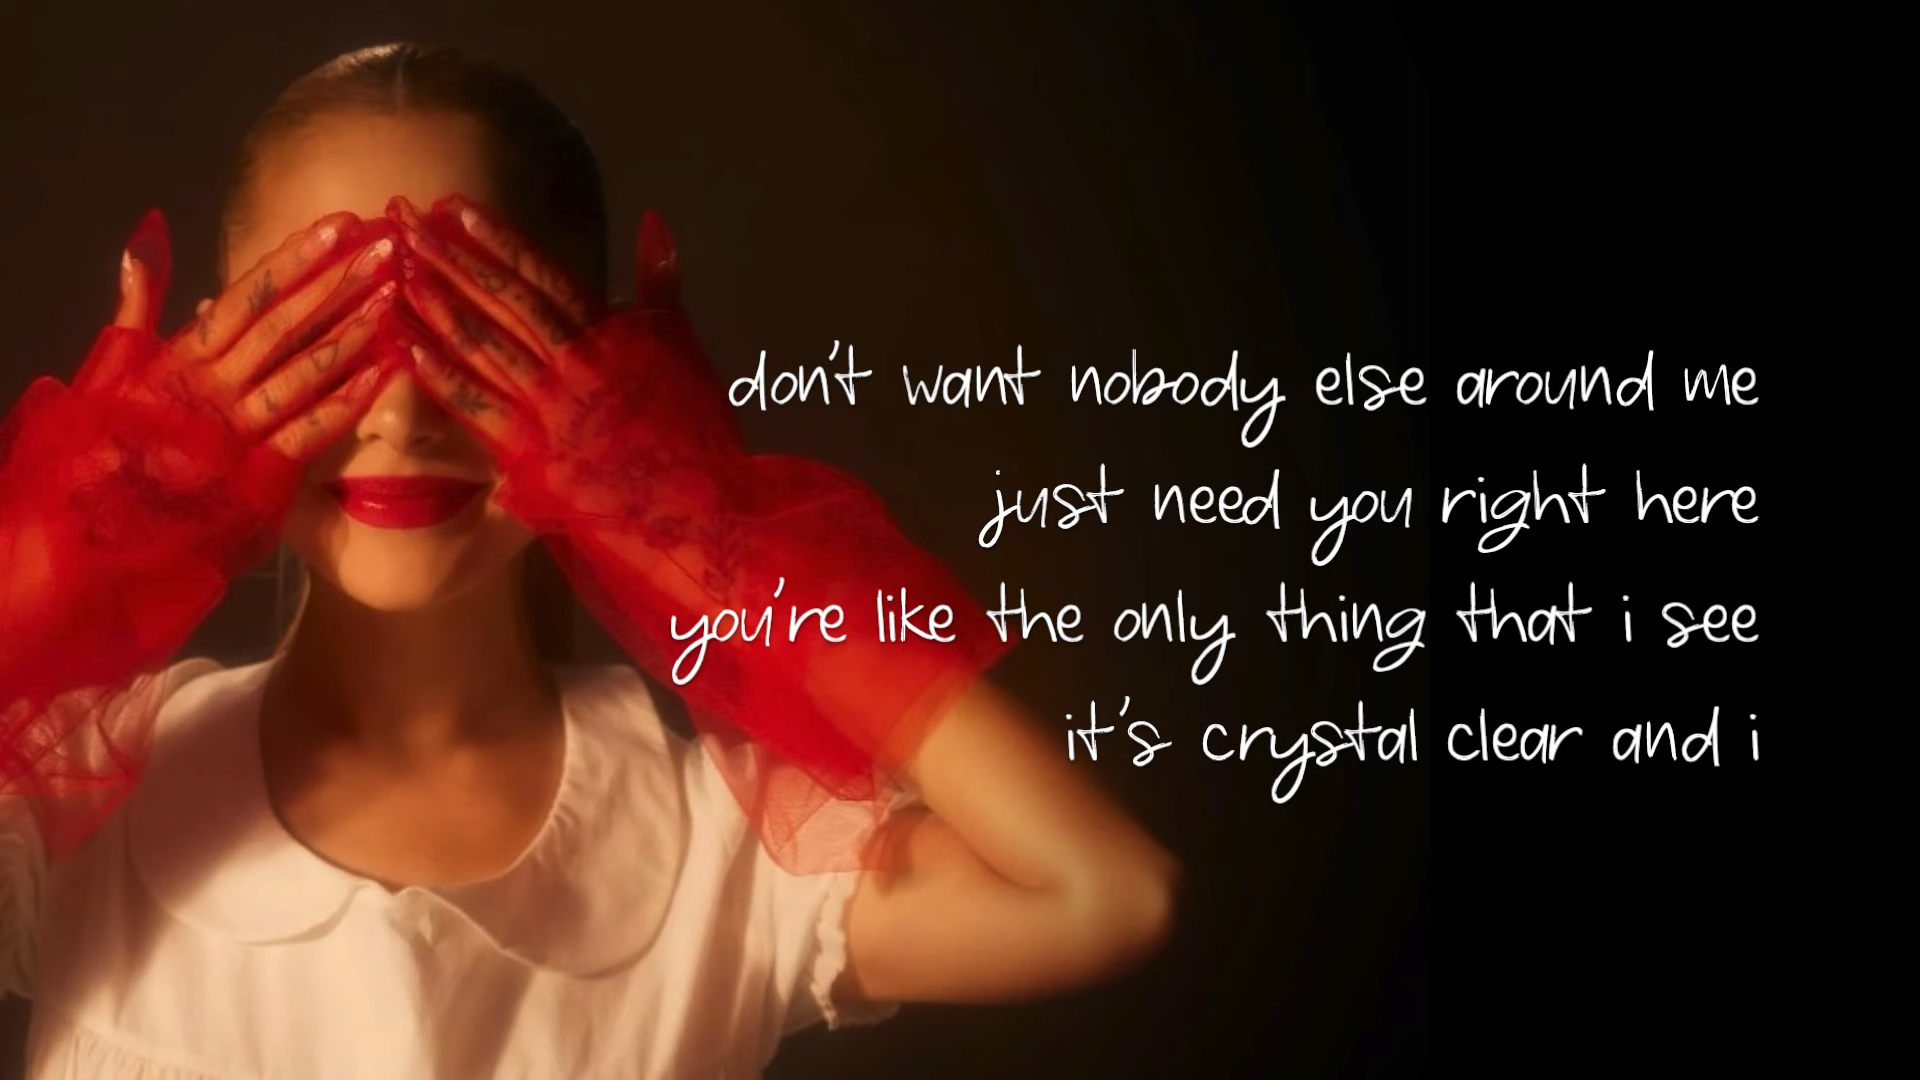 don't want nobody else around me
just need you right here
you're like the only thing that i see
it's crystal clear and i